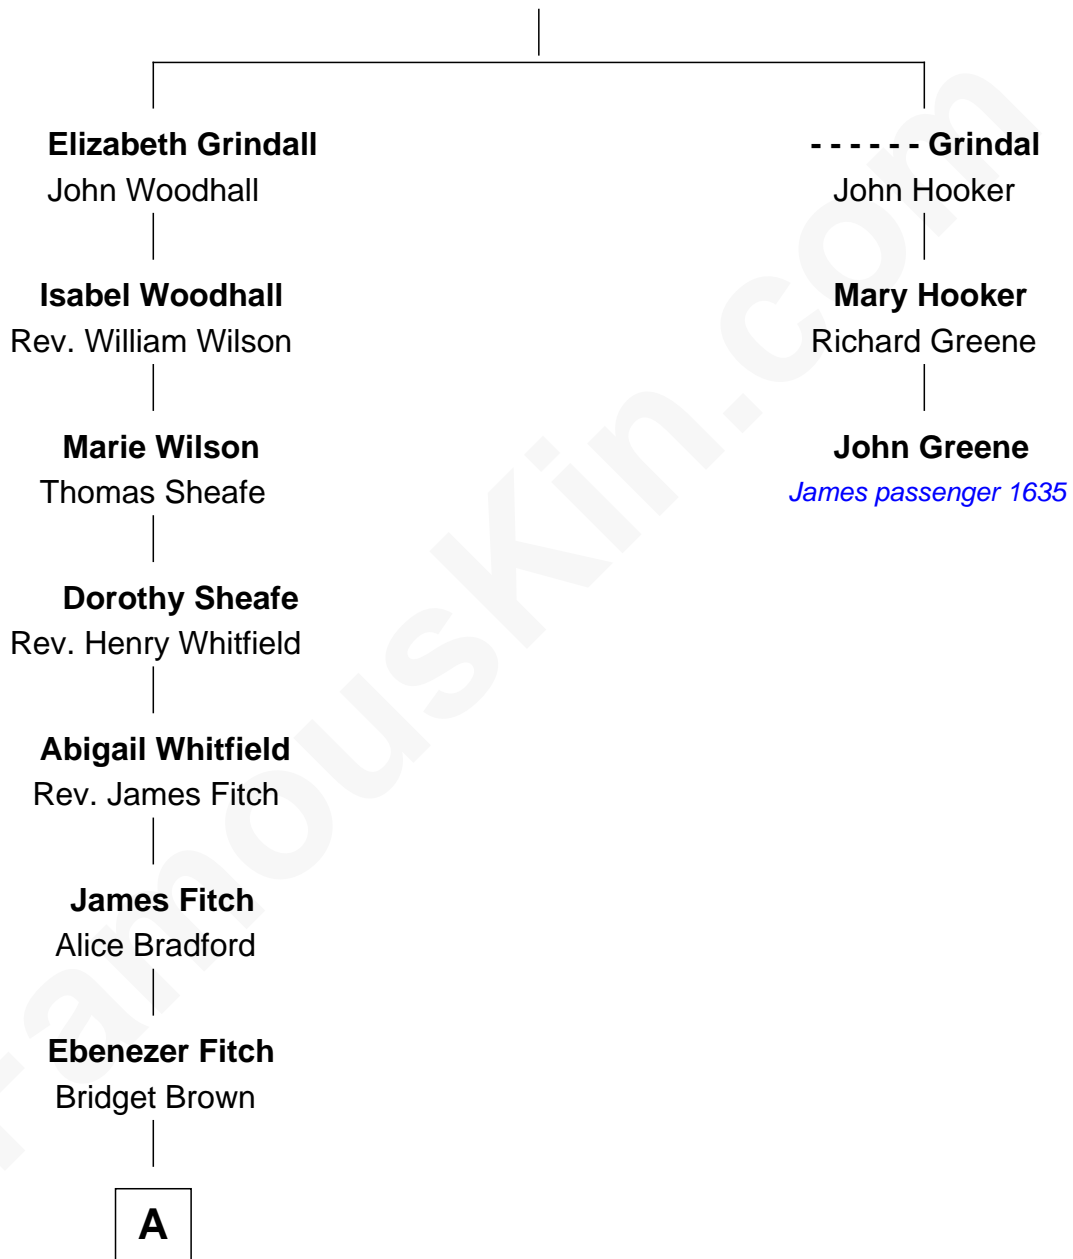 Elizabeth Grindall
John Woodhall
- - - - - - Grindal
John Hooker
Isabel Woodhall
Rev. William Wilson
Mary Hooker
Richard Greene
Marie Wilson
Thomas Sheafe
John Greene
James passenger 1635
Dorothy Sheafe
Rev. Henry Whitfield
Abigail Whitfield
Rev. James Fitch
James Fitch
Alice Bradford
Ebenezer Fitch
Bridget Brown
A
FamousKin.com